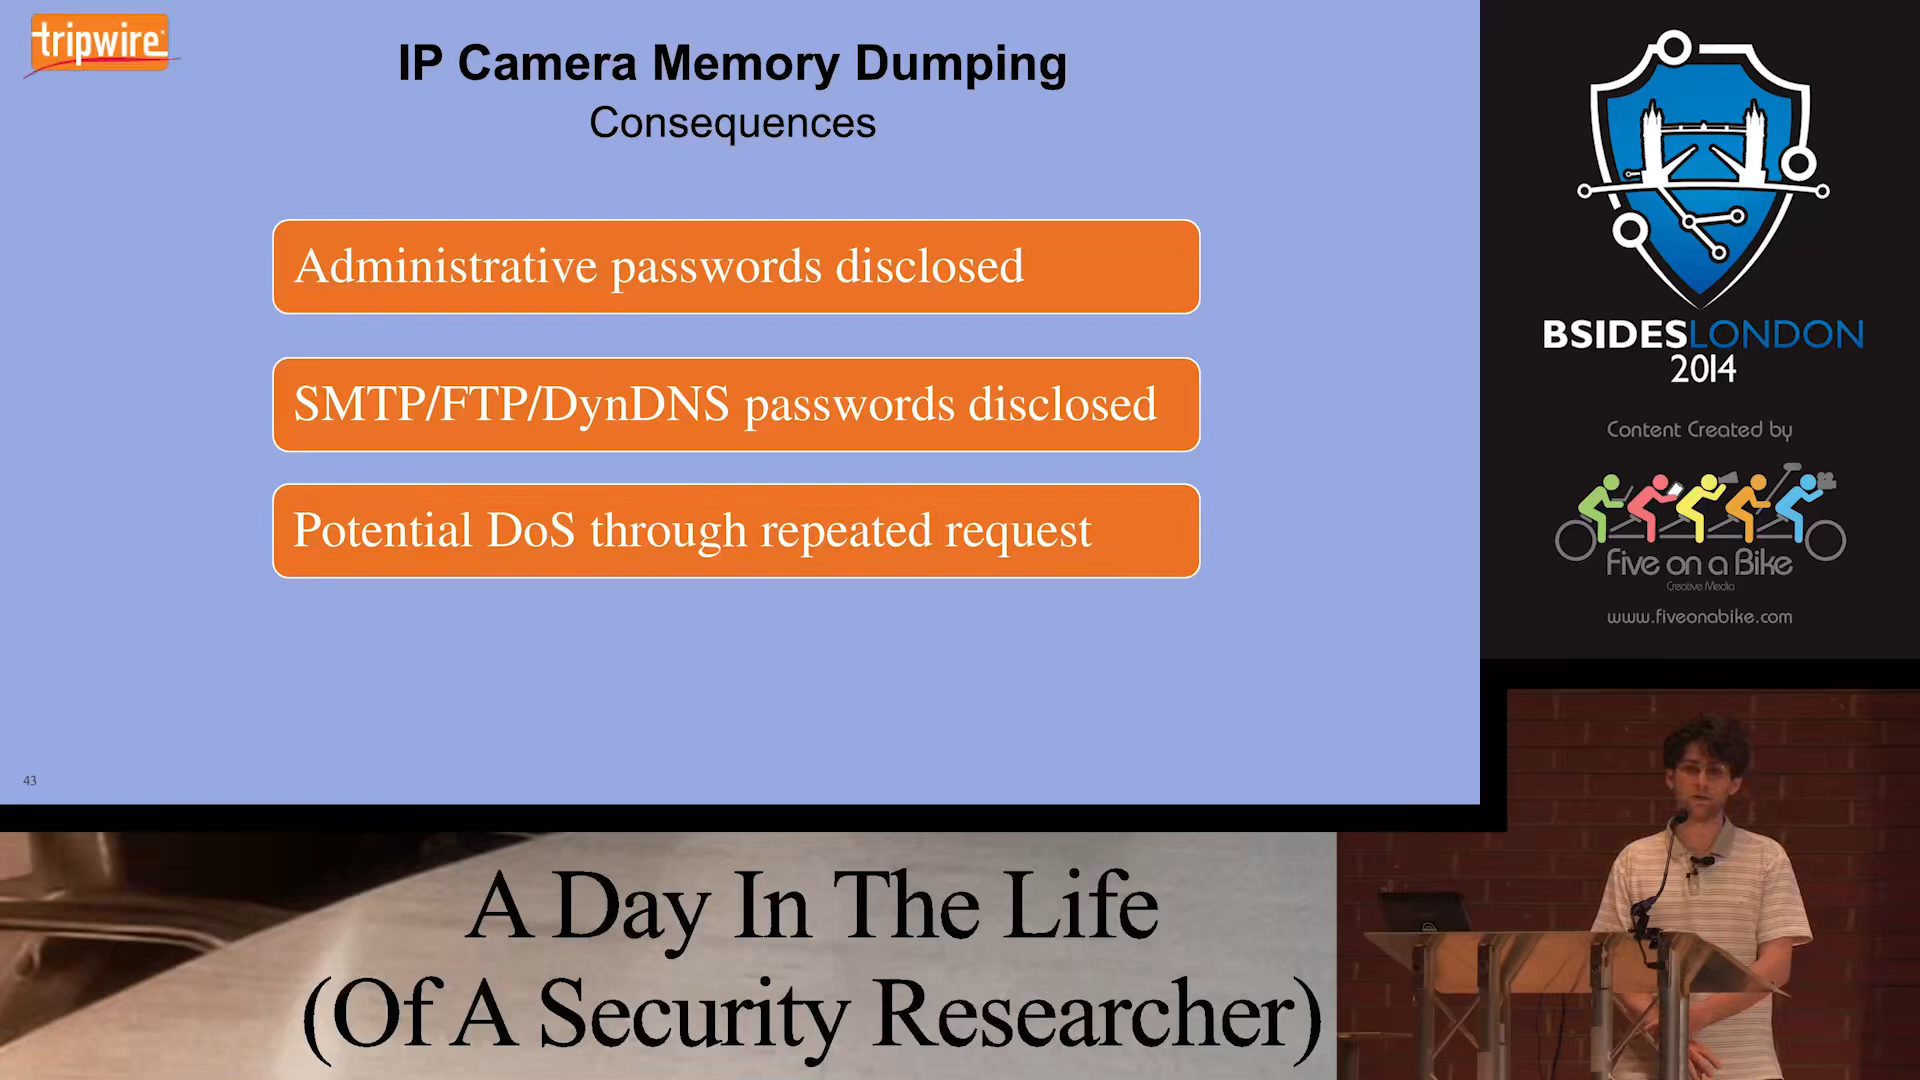 tripwire
IP Camera Memory Dumping
Consequences
Administrative passwords disclosed
SMTP/FTP/DynDNS passwords disclosed
Potential DoS through repeated request
43
BSIDESLONDON
2014
Content Created by
Five on a Bike
Creative Media
www.fiveonabike.com
A Day In The Life
(Of A Security Researcher)